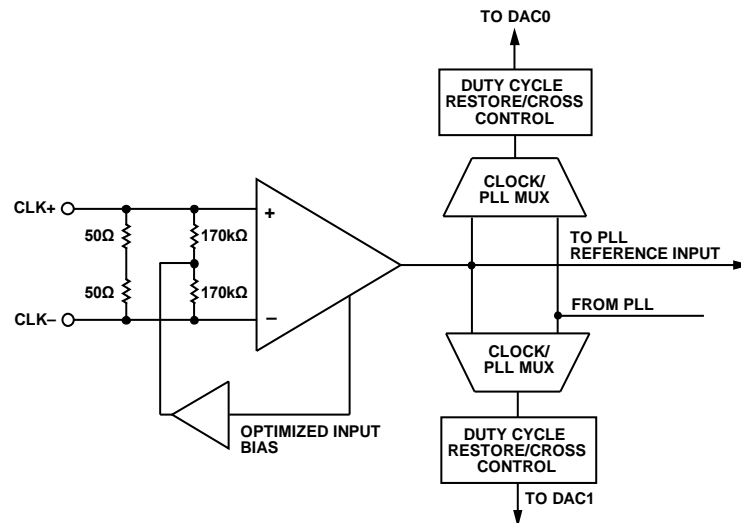 TO DAC0
DUTY CYCLE
RESTORE/CROSS
CONTROL
CLOCK/
PLL MUX
CLK+
50Ω
170kΩ
+
TO PLL
REFERENCE INPUT
50Ω
170kΩ
CLK–
–
FROM PLL
CLOCK/
PLL MUX
OPTIMIZED INPUT
BIAS
DUTY CYCLE
RESTORE/CROSS
CONTROL
TO DAC1